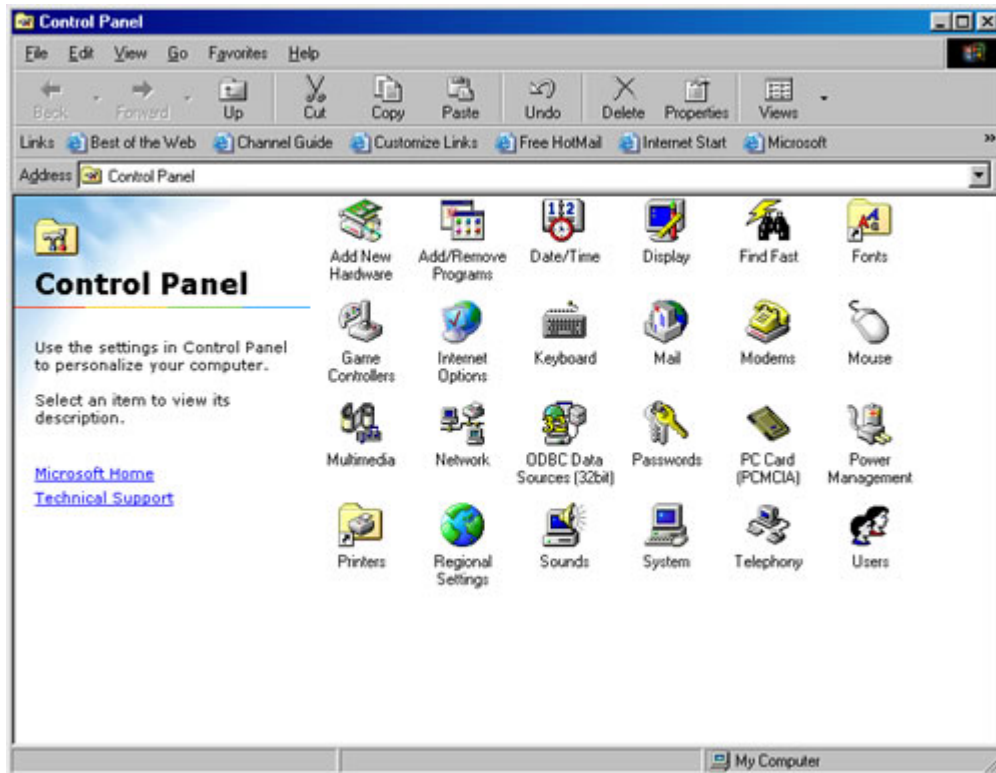 Control Panel
File Edit View Go Favorites Help
Back Forward Up Cut Copy Paste Undo Delete Properties Views
Links Best of the Web Channel Guide Customize Links Free HotMail Internet Start Microsoft »
Address Control Panel
Control Panel
Use the settings in Control Panel
to personalize your computer.
Select an item to view its
description.
Microsoft Home
Technical Support
Add New
Hardware
Add/Remove
Programs
Date/Time
Display
Find Fast
Fonts
Game
Controllers
Internet
Options
Keyboard
Mail
Modems
Mouse
Multimedia
Network
ODBC Data
Sources (32bit)
Passwords
PC Card
(PCMCIA)
Power
Management
Printers
Regional
Settings
Sounds
System
Telephony
Users
My Computer